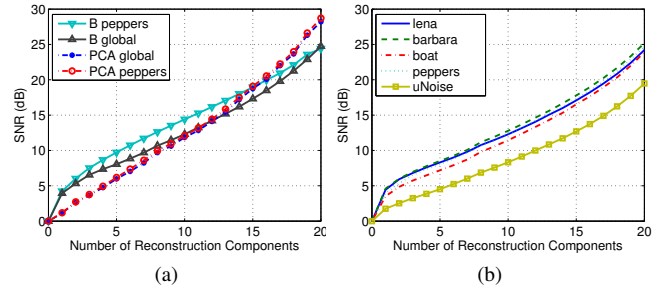 SNR (dB)
30
25
20
15
10
5
0
B peppers
B global
PCA global
PCA peppers
0 5 10 15 20
Number of Reconstruction Components
(a)
SNR (dB)
30
25
20
15
10
5
0
lena
barbara
boat
peppers
uNoise
0 5 10 15 20
Number of Reconstruction Components
(b)